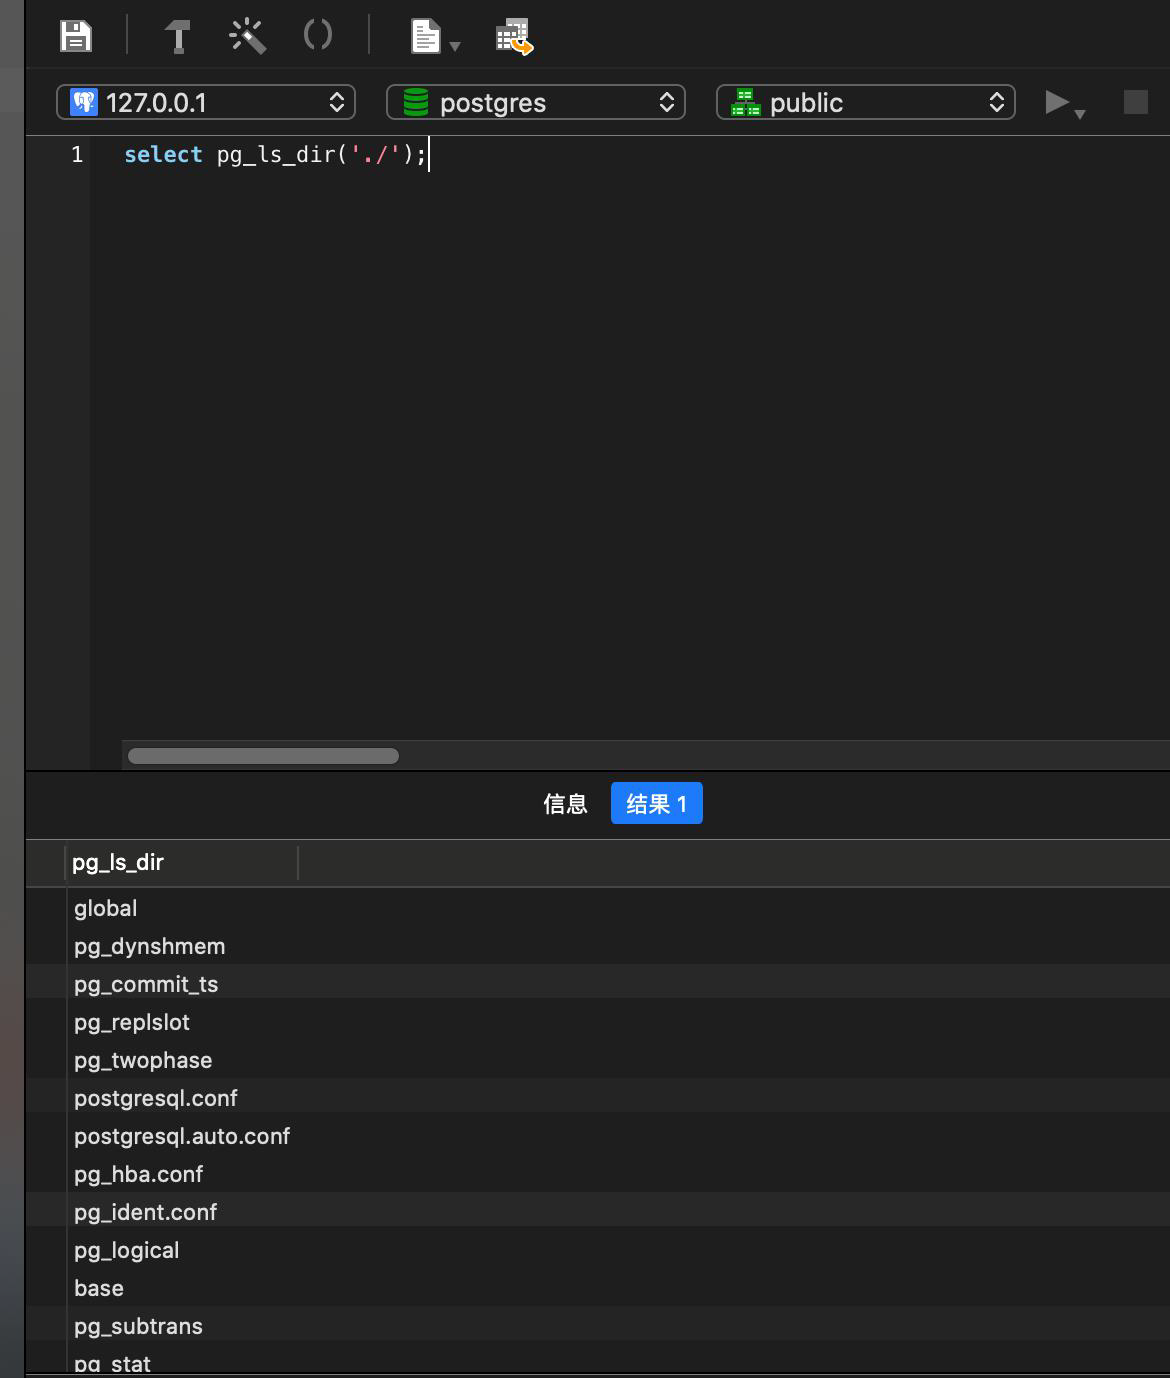 127.0.0.1 postgres public
1 select pg_ls_dir('./');
信息 结果 1
pg_ls_dir
global
pg_dynshmem
pg_commit_ts
pg_replslot
pg_twophase
postgresql.conf
postgresql.auto.conf
pg_hba.conf
pg_ident.conf
pg_logical
base
pg_subtrans
pg_stat